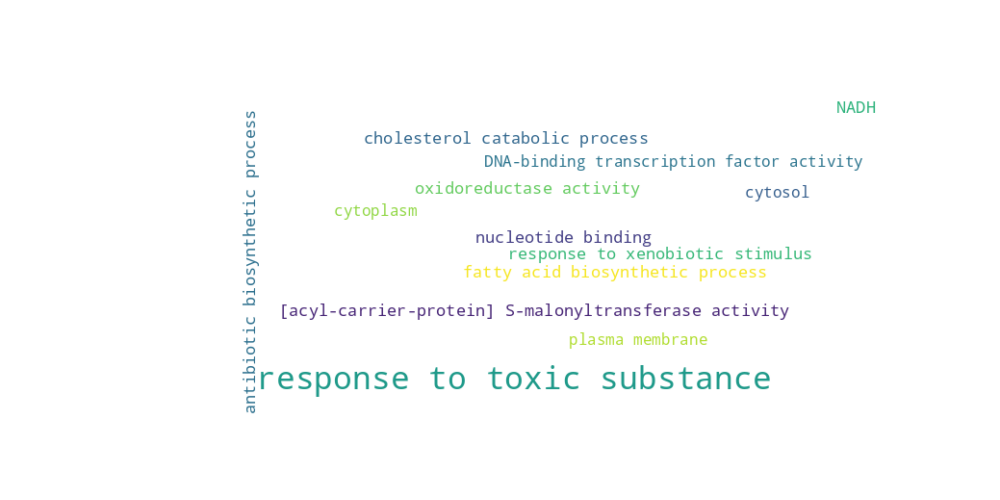 NADH
cholesterol catabolic process
DNA-binding transcription factor activity
oxidoreductase activity
cytosol
cytoplasm
nucleotide binding
response to xenobiotic stimulus
fatty acid biosynthetic process
[acyl-carrier-protein] S-malonyltransferase activity
plasma membrane
response to toxic substance
antibiotic biosynthetic process